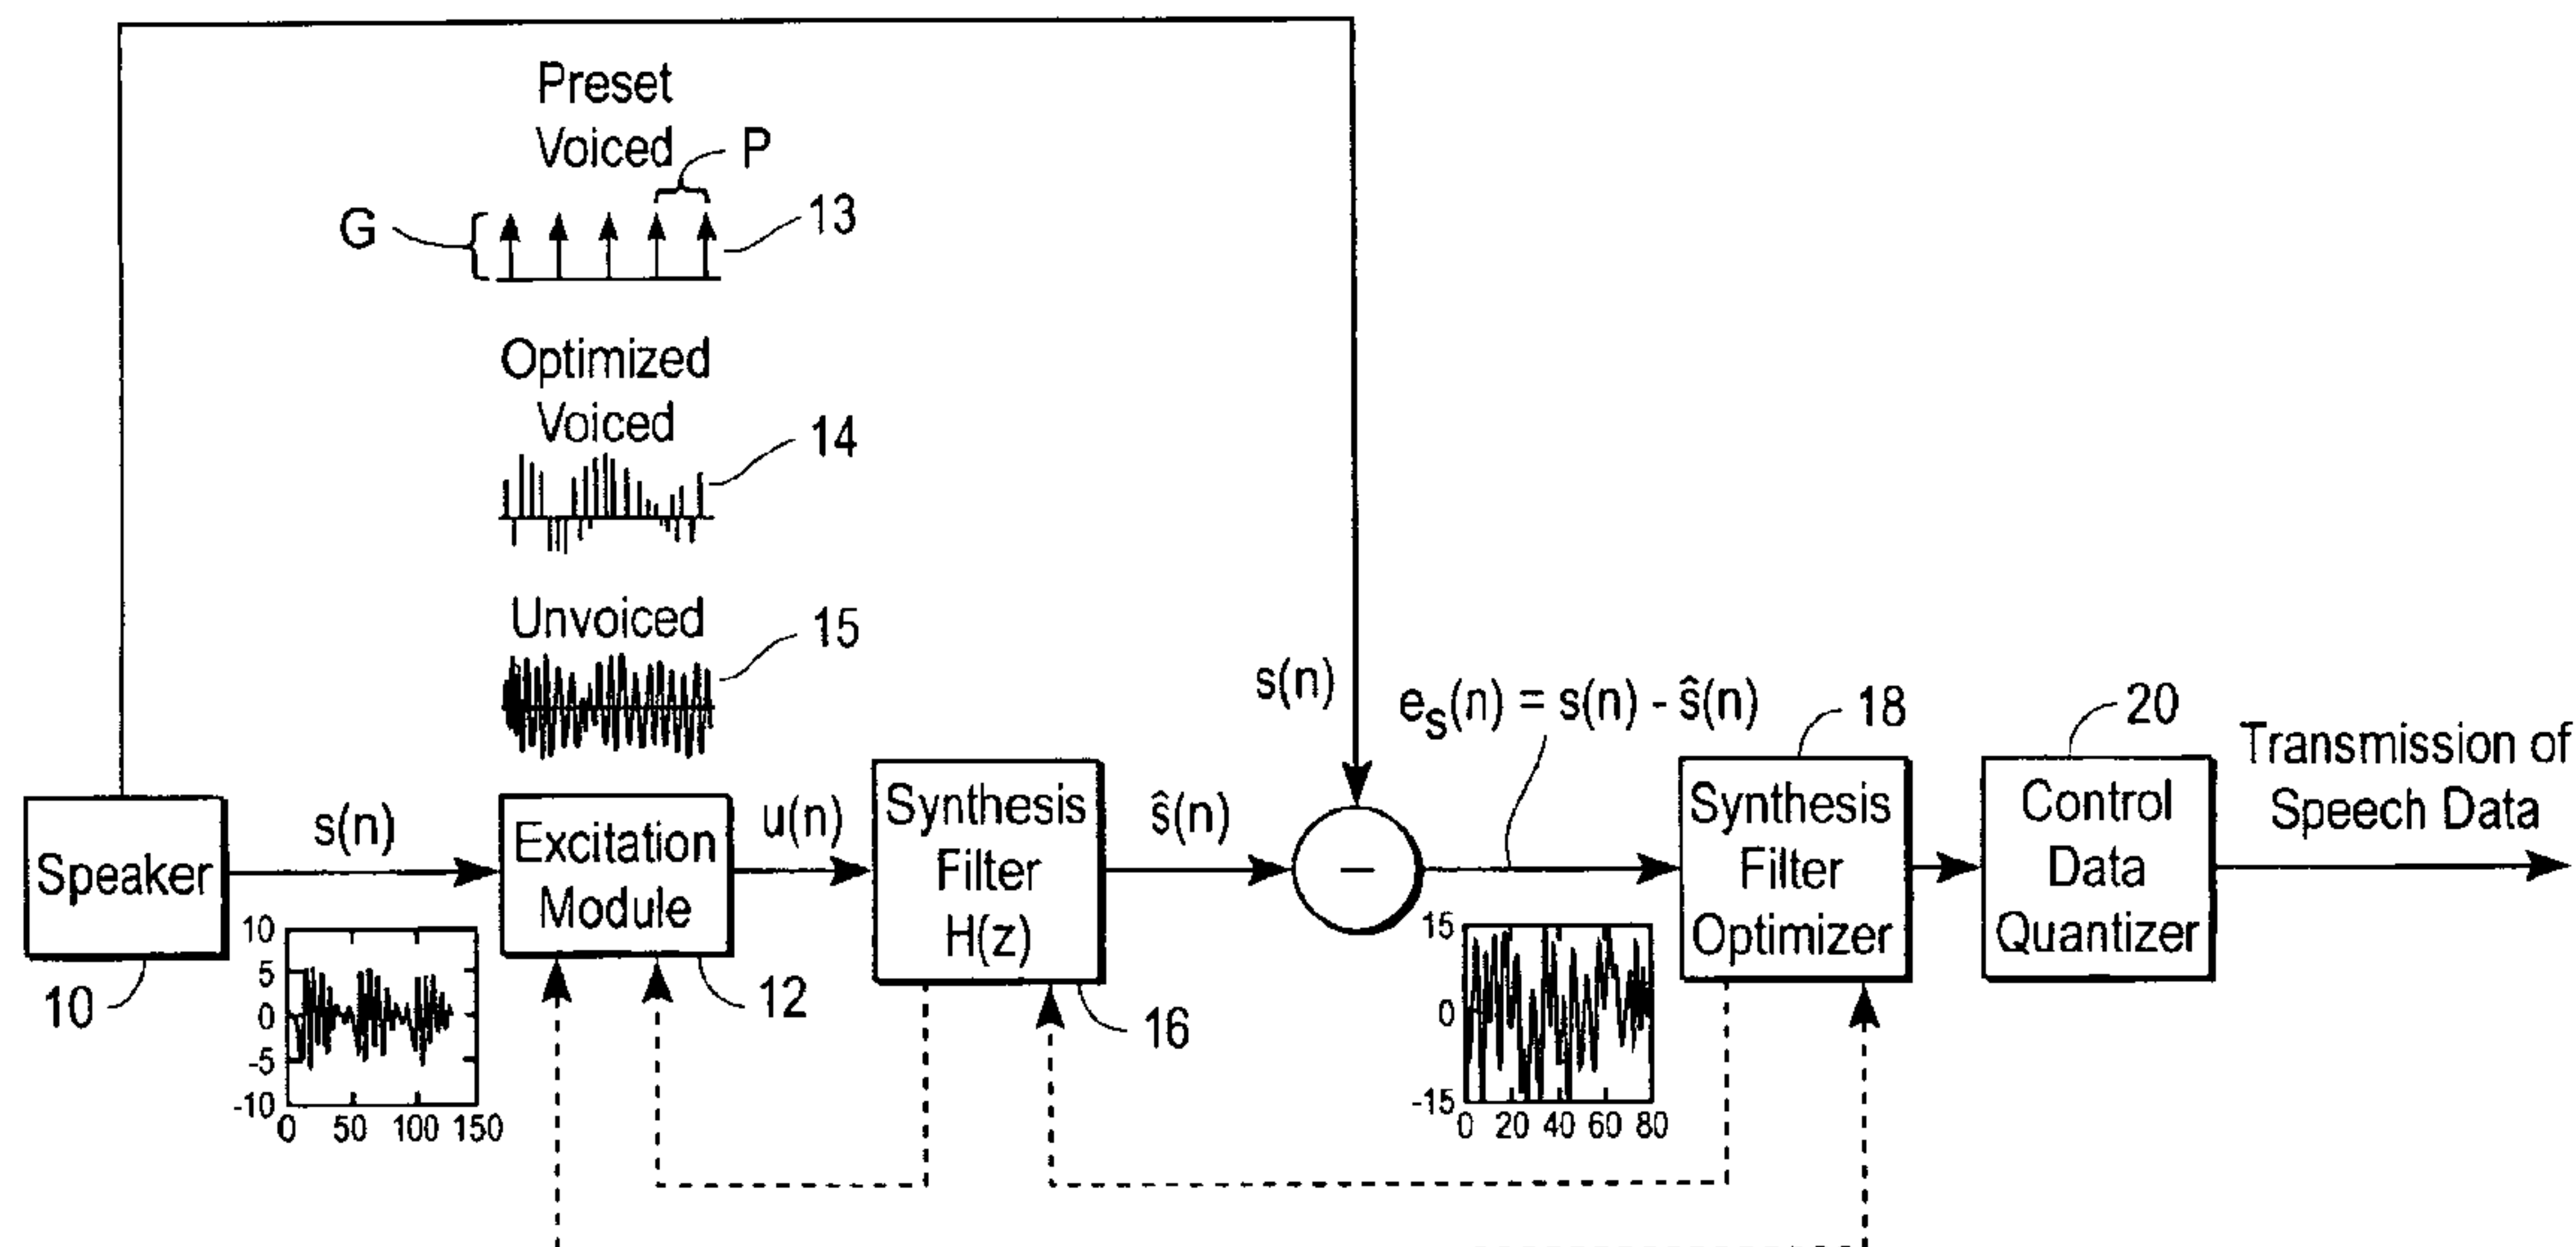 Preset
Voiced
P
G
13
Optimized
Voiced
14
Unvoiced
15
s(n)
e_s(n) = s(n) - ŝ(n)
18
20
Transmission of
Speech Data
Speaker
s(n)
Excitation
Module
u(n)
Synthesis
Filter
H(z)
ŝ(n)
–
Synthesis
Filter
Optimizer
Control
Data
Quantizer
10
12
16
10
5
0
-5
-10
0 50 100 150
15
0
-15
0 20 40 60 80